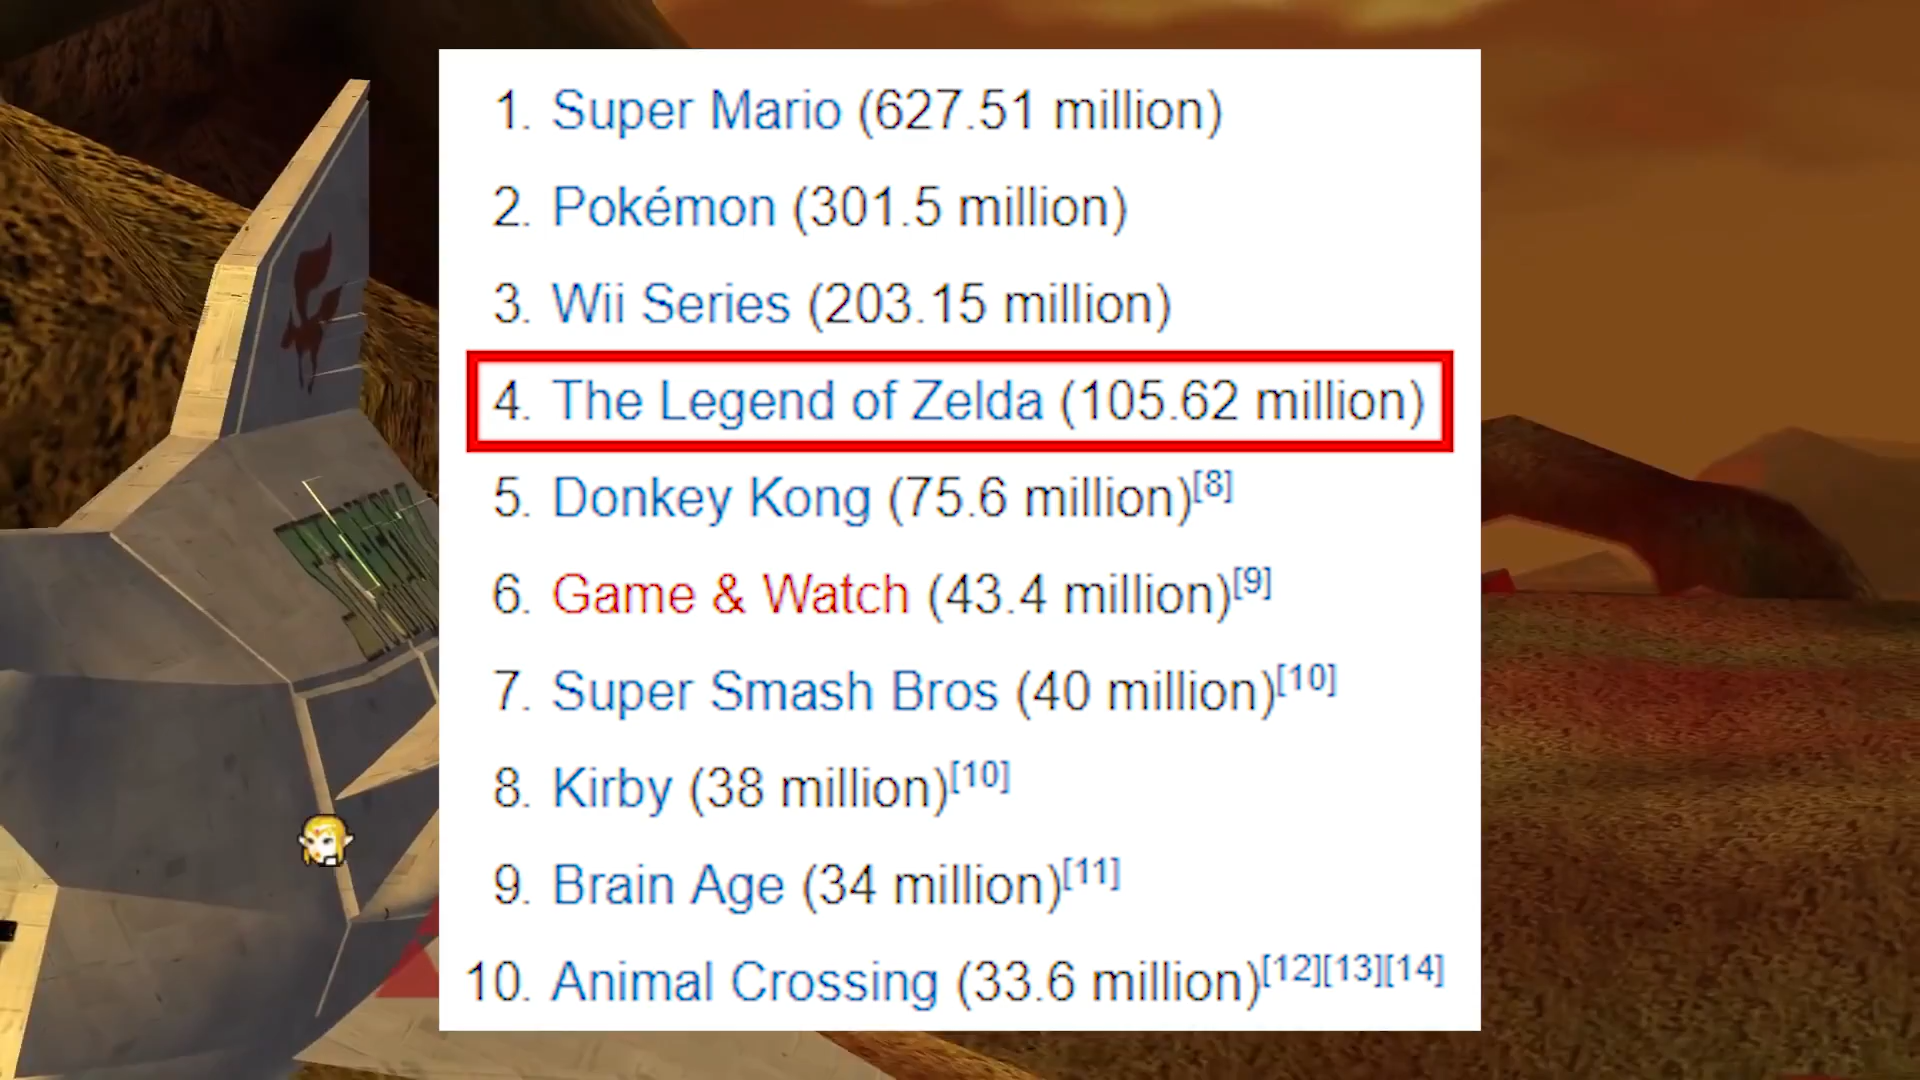 1. Super Mario (627.51 million)
2. Pokémon (301.5 million)
3. Wii Series (203.15 million)
4. The Legend of Zelda (105.62 million)
5. Donkey Kong (75.6 million)[8]
6. Game & Watch (43.4 million)[9]
7. Super Smash Bros (40 million)[10]
8. Kirby (38 million)[10]
9. Brain Age (34 million)[11]
10. Animal Crossing (33.6 million)[12][13][14]